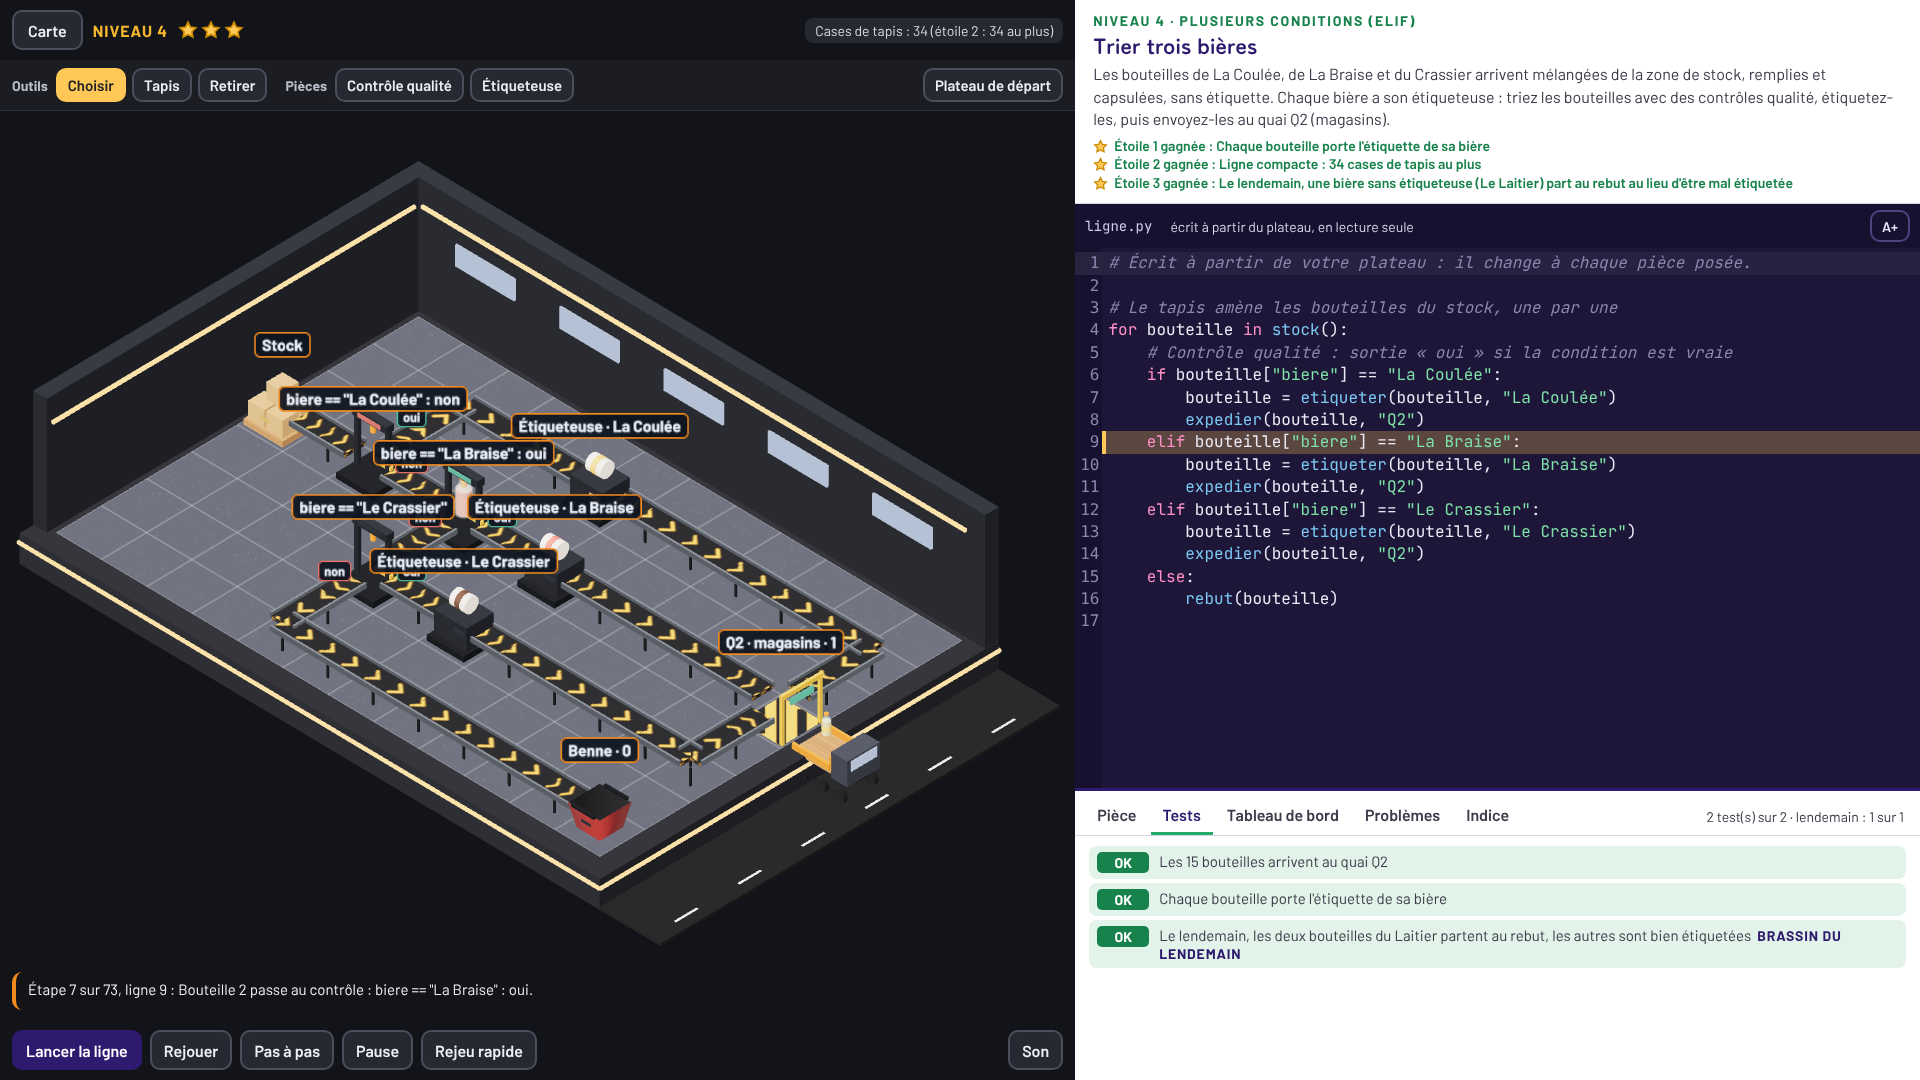 Carte
NIVEAU 4
Cases de tapis : 34 (étoile 2 : 34 au plus)
Outils
Choisir
Tapis
Retirer
Pièces
Contrôle qualité
Étiqueteuse
Plateau de départ
Stock
biere == "La Coulée" : non
oui
Étiqueteuse · La Coulée
biere == "La Braise" : oui
non
biere == "Le Crassier"
Étiqueteuse · La Braise
non
oui
Étiqueteuse · Le Crassier
non
oui
Q2 · magasins · 1
Benne · 0
Étape 7 sur 73, ligne 9 : Bouteille 2 passe au contrôle : biere == "La Braise" : oui.
Lancer la ligne
Rejouer
Pas à pas
Pause
Rejeu rapide
Son
NIVEAU 4 · PLUSIEURS CONDITIONS (ELIF)
Trier trois bières
Les bouteilles de La Coulée, de La Braise et du Crassier arrivent mélangées de la zone de stock, remplies et
capsulées, sans étiquette. Chaque bière a son étiqueteuse : triez les bouteilles avec des contrôles qualité, étiquetez-
les, puis envoyez-les au quai Q2 (magasins).
Étoile 1 gagnée : Chaque bouteille porte l'étiquette de sa bière
Étoile 2 gagnée : Ligne compacte : 34 cases de tapis au plus
Étoile 3 gagnée : Le lendemain, une bière sans étiqueteuse (Le Laitier) part au rebut au lieu d'être mal étiquetée
ligne.py
écrit à partir du plateau, en lecture seule
A+
1 # Écrit à partir de votre plateau : il change à chaque pièce posée.
2
3 # Le tapis amène les bouteilles du stock, une par une
4 for bouteille in stock():
5     # Contrôle qualité : sortie « oui » si la condition est vraie
6     if bouteille["biere"] == "La Coulée":
7         bouteille = etiqueter(bouteille, "La Coulée")
8         expedier(bouteille, "Q2")
9     elif bouteille["biere"] == "La Braise":
10         bouteille = etiqueter(bouteille, "La Braise")
11         expedier(bouteille, "Q2")
12     elif bouteille["biere"] == "Le Crassier":
13         bouteille = etiqueter(bouteille, "Le Crassier")
14         expedier(bouteille, "Q2")
15     else:
16         rebut(bouteille)
17
Pièce
Tests
Tableau de bord
Problèmes
Indice
2 test(s) sur 2 · lendemain : 1 sur 1
OK Les 15 bouteilles arrivent au quai Q2
OK Chaque bouteille porte l'étiquette de sa bière
OK Le lendemain, les deux bouteilles du Laitier partent au rebut, les autres sont bien étiquetées BRASSIN DU
LENDEMAIN